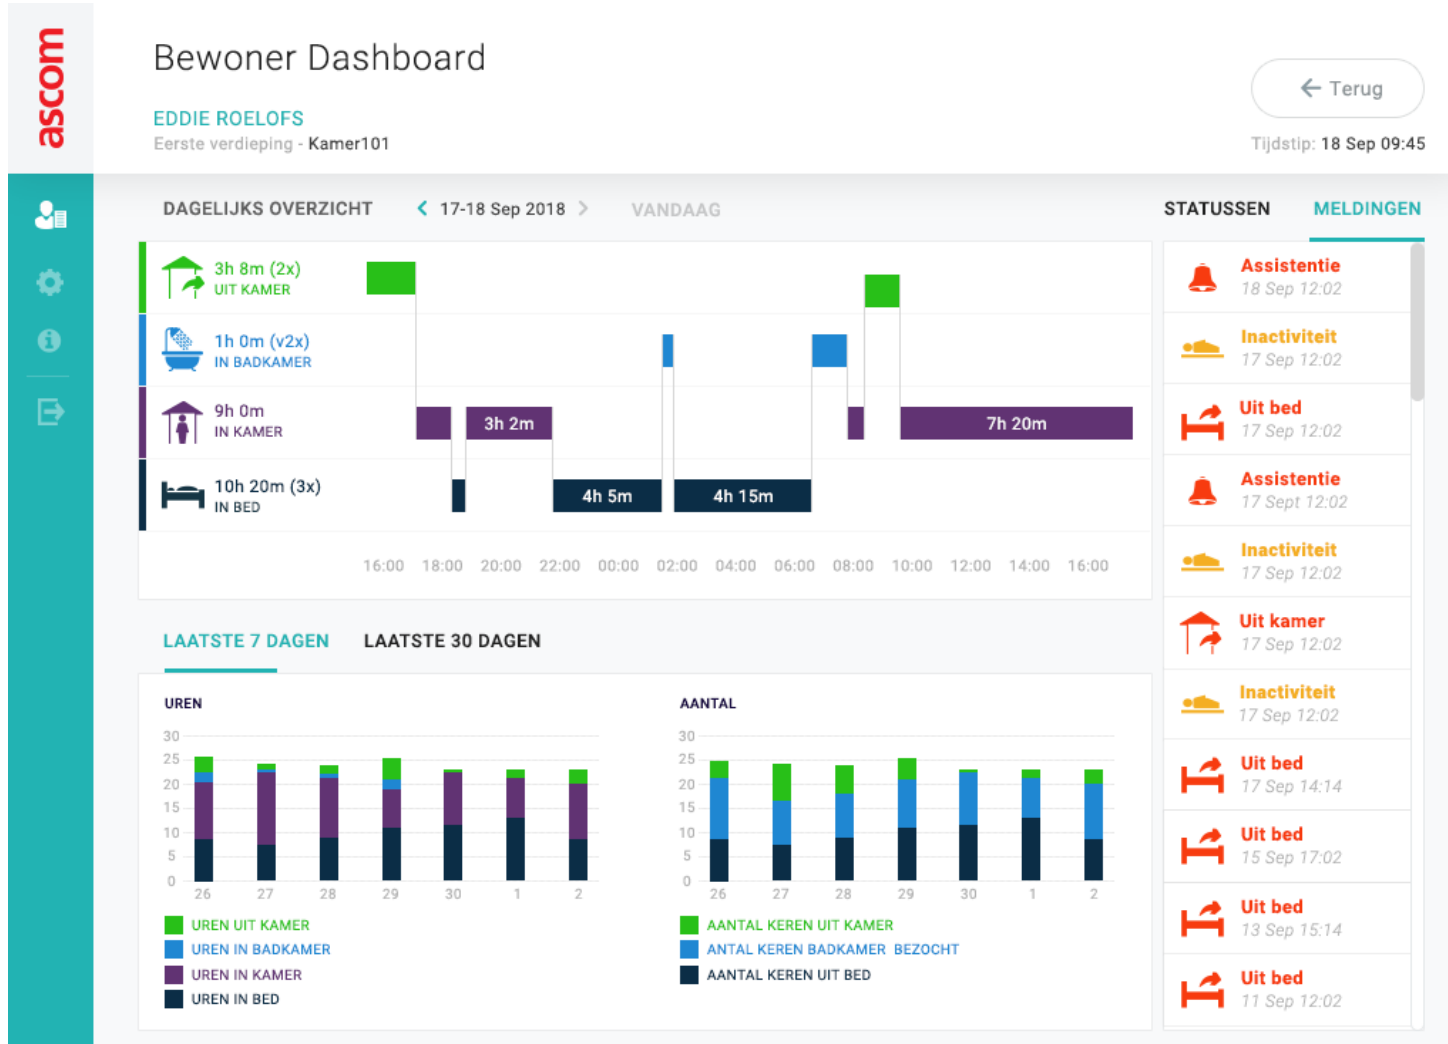 ascom
Bewoner Dashboard
EDDIE ROELOFS
Eerste verdieping - Kamer101
Terug
Tijdstip: 18 Sep 09:45
DAGELIJKS OVERZICHT
17-18 Sep 2018
VANDAAG
3h 8m (2x)
UIT KAMER
1h 0m (v2x)
IN BADKAMER
9h 0m
IN KAMER
3h 2m
7h 20m
10h 20m (3x)
IN BED
4h 5m
4h 15m
16:00 18:00 20:00 22:00 00:00 02:00 04:00 06:00 08:00 10:00 12:00 14:00 16:00
STATUSSEN
MELDINGEN
Assistentie
18 Sep 12:02
Inactiviteit
17 Sep 12:02
Uit bed
17 Sep 12:02
Assistentie
17 Sept 12:02
Inactiviteit
17 Sep 12:02
Uit kamer
17 Sep 12:02
Inactiviteit
17 Sep 12:02
Uit bed
17 Sep 14:14
Uit bed
15 Sep 17:02
Uit bed
13 Sep 15:14
Uit bed
11 Sep 12:02
LAATSTE 7 DAGEN
LAATSTE 30 DAGEN
UREN
30
25
20
15
10
5
0
26 27 28 29 30 1 2
UREN UIT KAMER
UREN IN BADKAMER
UREN IN KAMER
UREN IN BED
AANTAL
30
25
20
15
10
5
0
26 27 28 29 30 1 2
AANTAL KEREN UIT KAMER
ANTAL KEREN BADKAMER BEZOCHT
AANTAL KEREN UIT BED